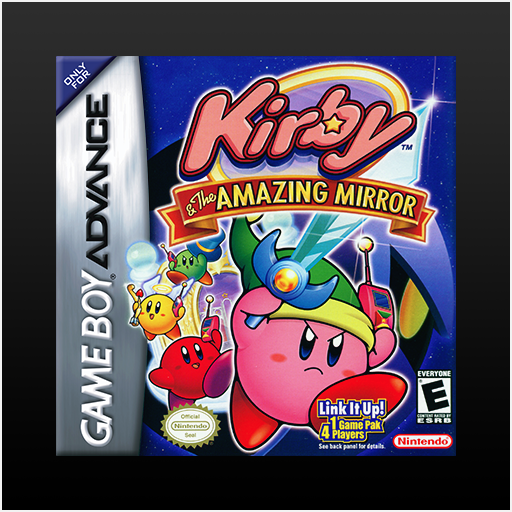 ONLY
FOR
GAME BOY ADVANCE
Kirby
TM
& The AMAZING MIRROR
Link It Up!
1 Game Pak
4 Players
See back panel for details.
EVERYONE
E
CONTENT RATED BY
ESRB
Official
Nintendo
Seal
Nintendo